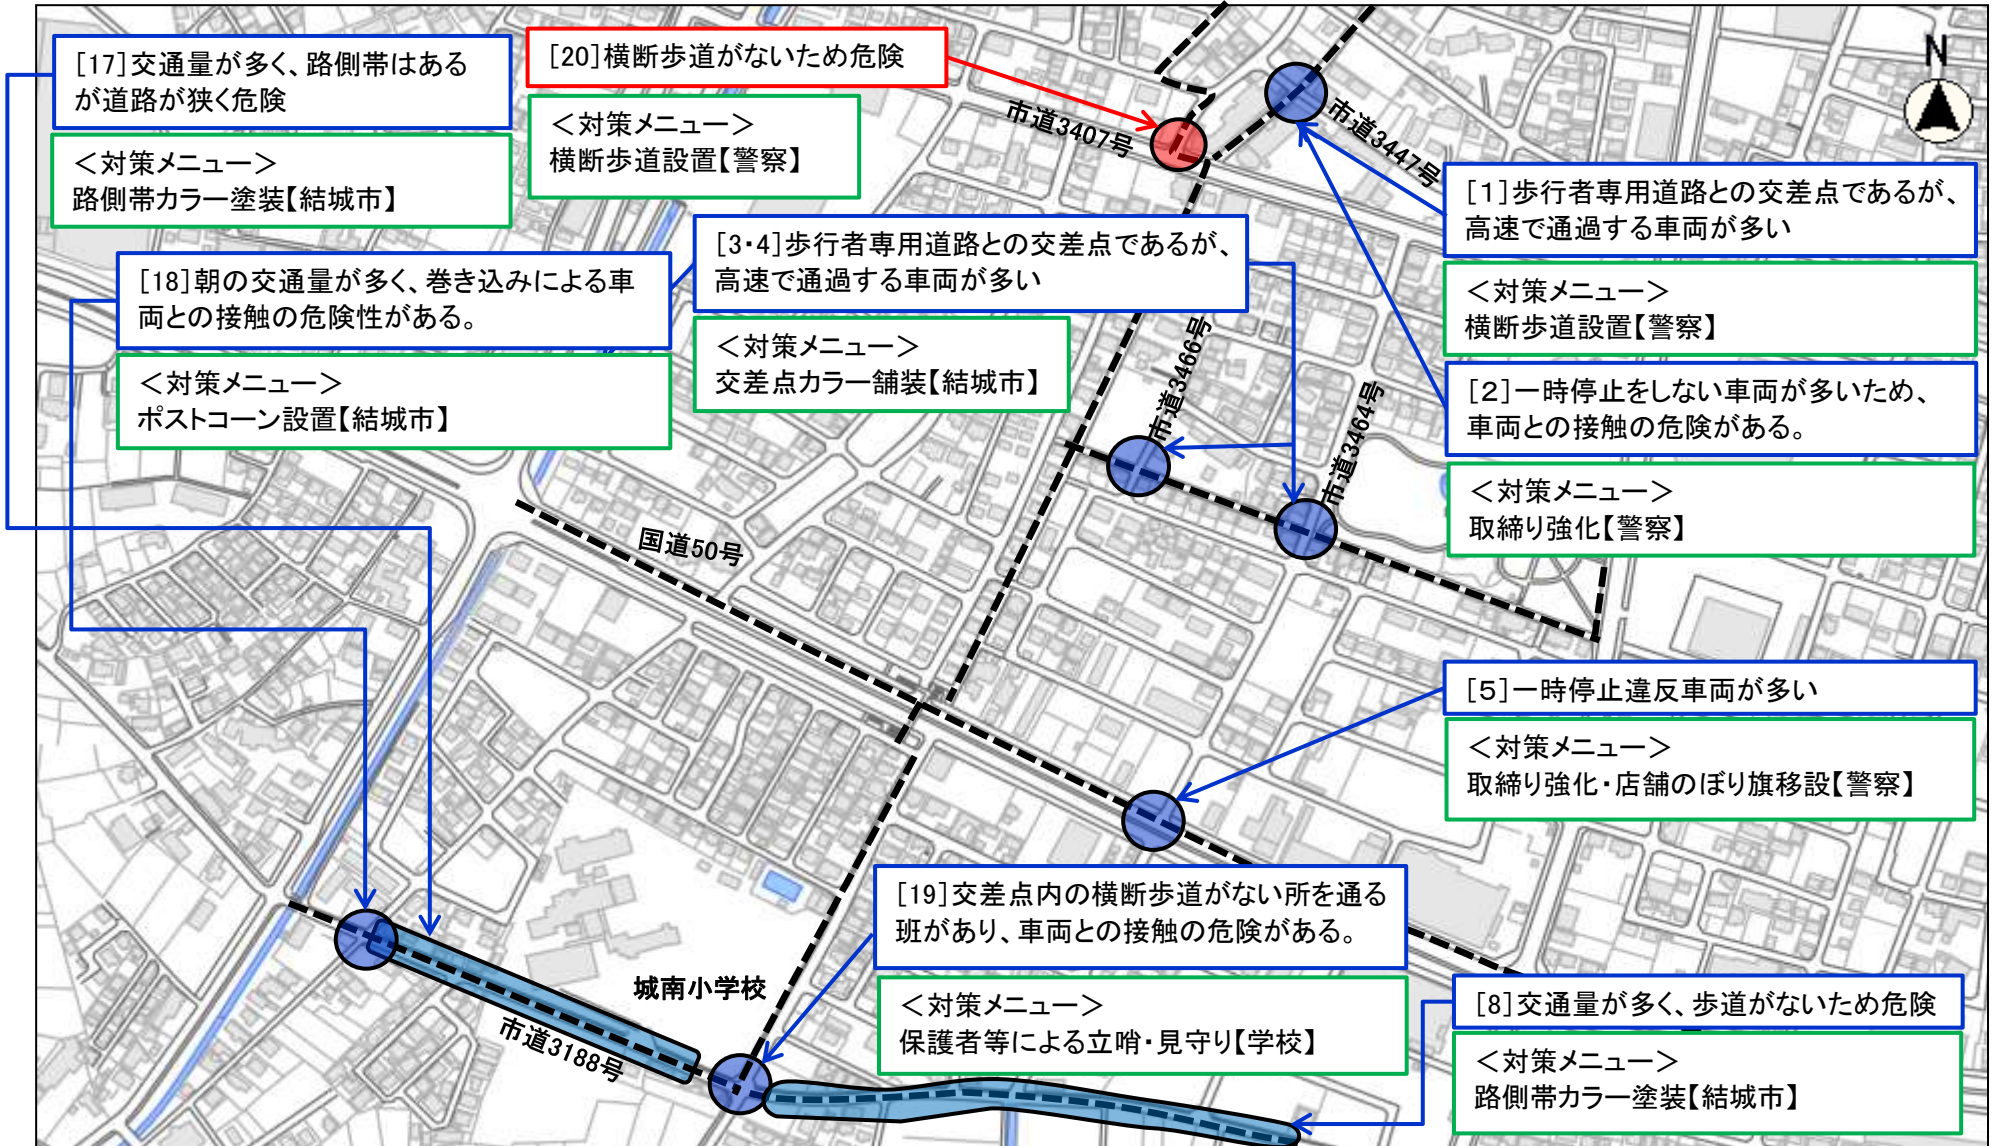 [17]交通量が多く、路側帯はある
が道路が狭く危険
<対策メニュー>
路側帯カラー塗装【結城市】
[20]横断歩道がないため危険
<対策メニュー>
横断歩道設置【警察】
市道3407号
市道3447号
N
[1]歩行者専用道路との交差点であるが、
高速で通過する車両が多い
<対策メニュー>
横断歩道設置【警察】
[18]朝の交通量が多く、巻き込みによる車
両との接触の危険性がある。
<対策メニュー>
ポストコーン設置【結城市】
[3・4]歩行者専用道路との交差点であるが、
高速で通過する車両が多い
<対策メニュー>
交差点カラー舗装【結城市】
市道3466号
市道3464号
[2]一時停止をしない車両が多いため、
車両との接触の危険がある。
<対策メニュー>
取締り強化【警察】
国道50号
[5]一時停止違反車両が多い
<対策メニュー>
取締り強化・店舗のぼり旗移設【警察】
[19]交差点内の横断歩道がない所を通る
班があり、車両との接触の危険がある。
<対策メニュー>
保護者等による立哨・見守り【学校】
城南小学校
市道3188号
[8]交通量が多く、歩道がないため危険
<対策メニュー>
路側帯カラー塗装【結城市】